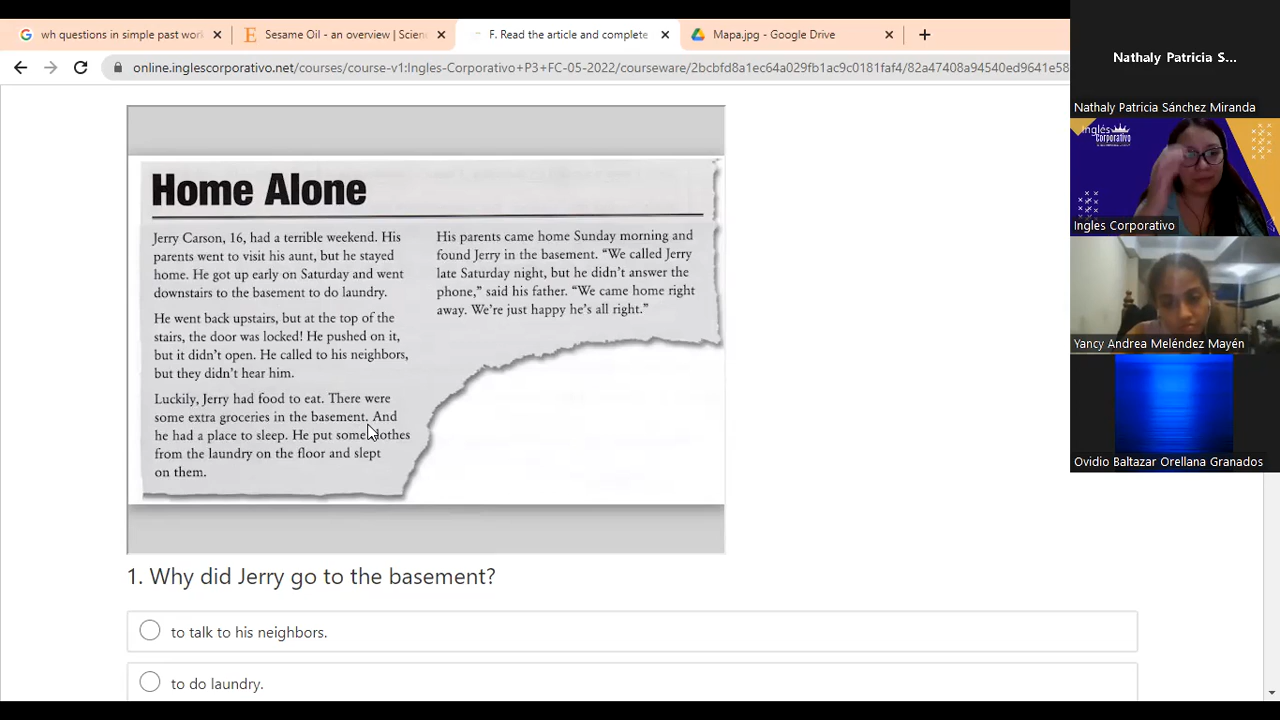 wh questions in simple past work
Sesame Oil - an overview | Scien
F. Read the article and complete
Mapa.jpg - Google Drive
online.inglescorporativo.net/courses/course-v1:Ingles-Corporativo+P3+FC-05-2022/courseware/2bcbfd8a1ec64a029fb1ac9c0181faf4/82a47408a94540ed9641e58
Home Alone
Jerry Carson, 16, had a terrible weekend. His
parents went to visit his aunt, but he stayed
home. He got up early on Saturday and went
downstairs to the basement to do laundry.
He went back upstairs, but at the top of the
stairs, the door was locked! He pushed on it,
but it didn't open. He called to his neighbors,
but they didn't hear him.
Luckily, Jerry had food to eat. There were
some extra groceries in the basement. And
he had a place to sleep. He put some clothes
from the laundry on the floor and slept
on them.
His parents came home Sunday morning and
found Jerry in the basement. "We called Jerry
late Saturday night, but he didn't answer the
phone," said his father. "We came home right
away. We're just happy he's all right."
1. Why did Jerry go to the basement?
to talk to his neighbors.
to do laundry.
Nathaly Patricia S...
Nathaly Patricia Sánchez Miranda
Inglés
Corporativo
Ingles Corporativo
Yancy Andrea Meléndez Mayén
Ovidio Baltazar Orellana Granados